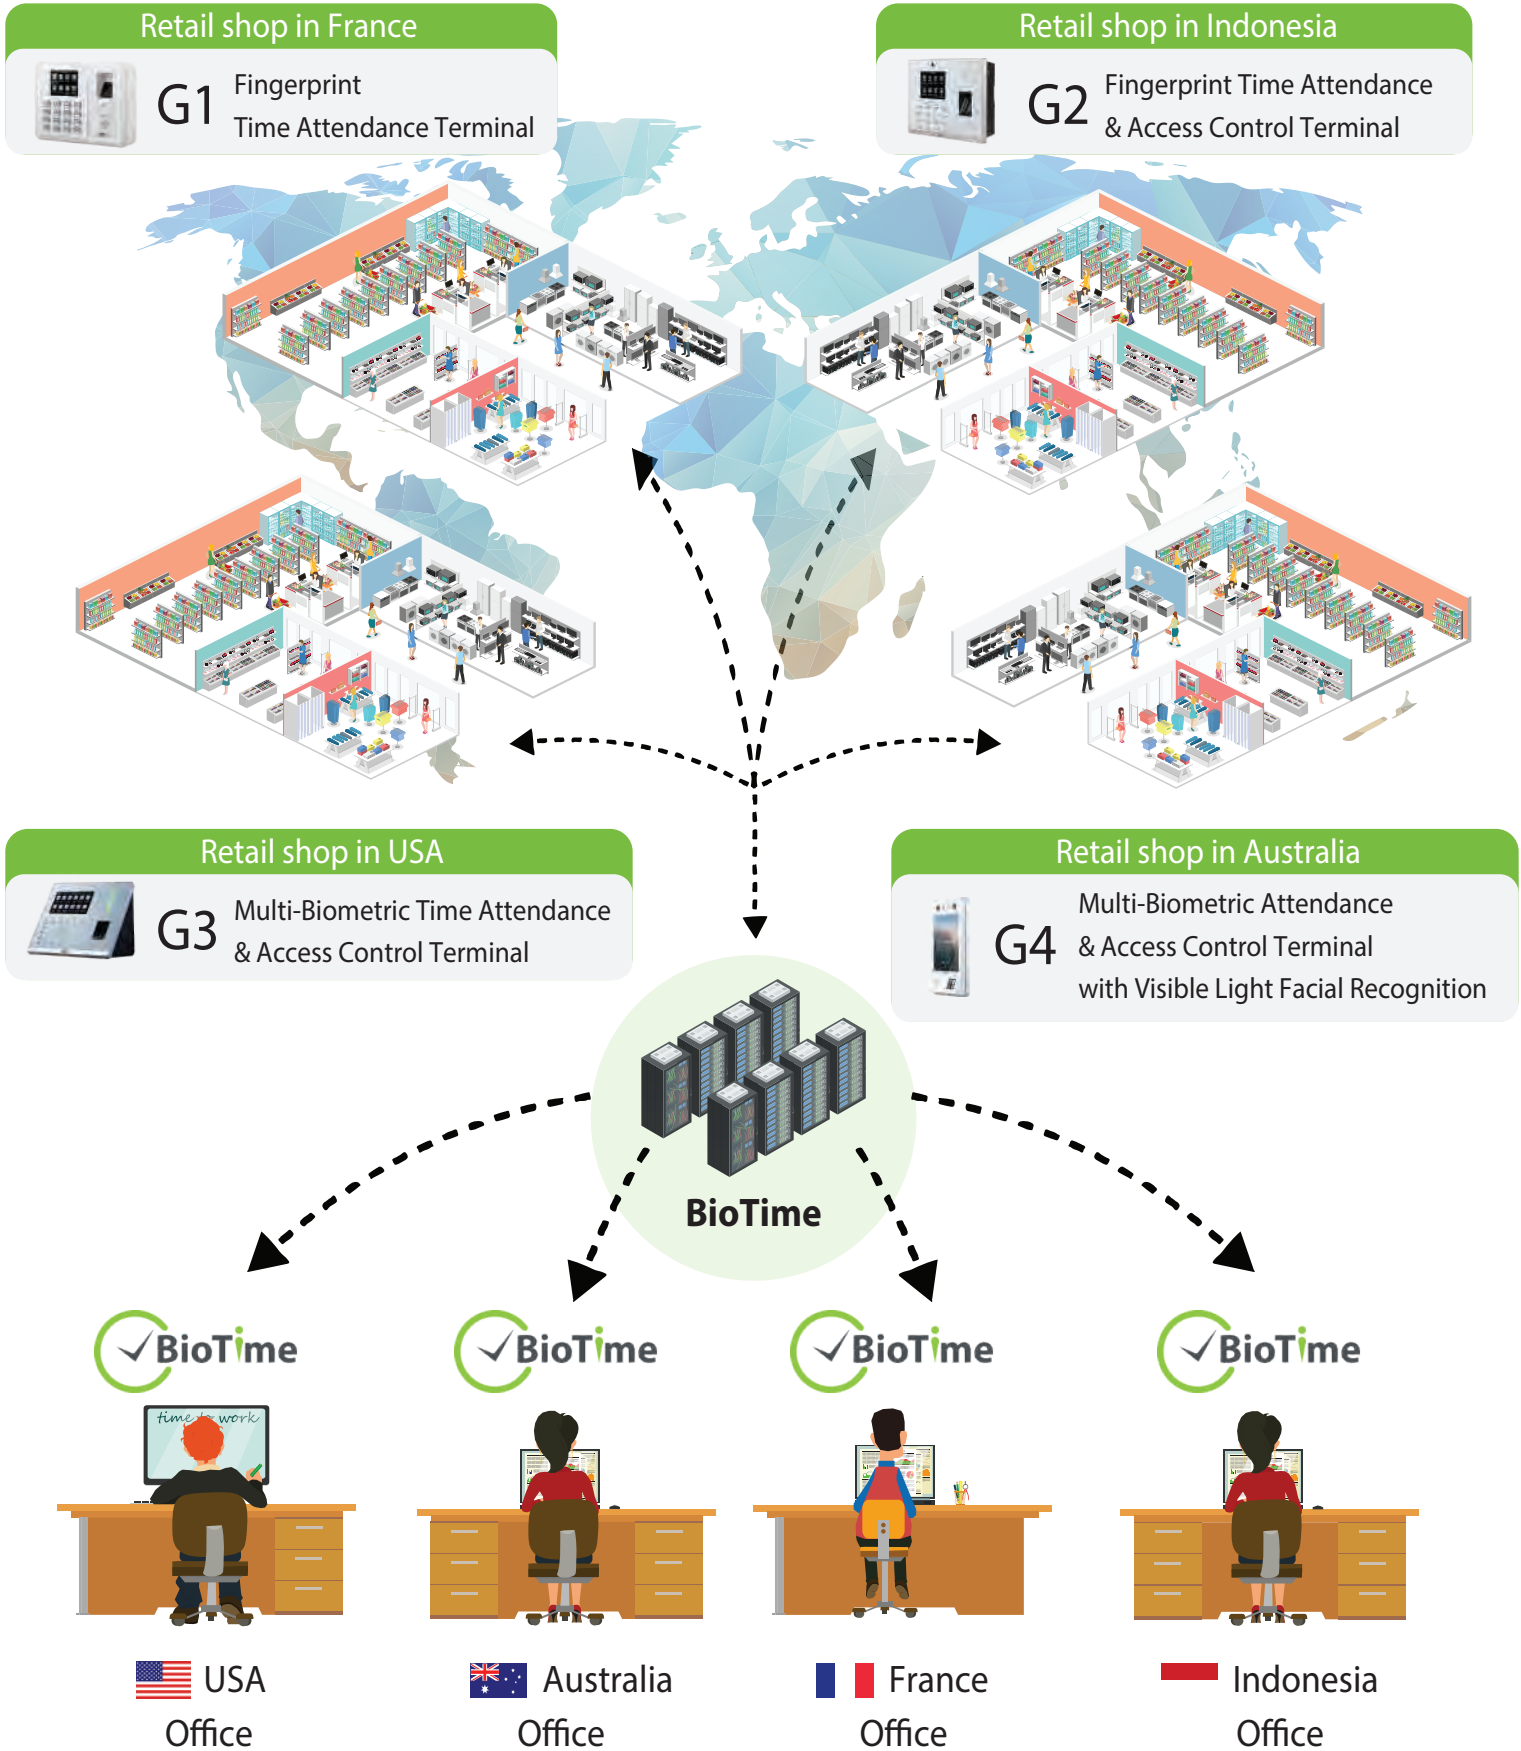 Retail shop in France
G1
Fingerprint
Time Attendance Terminal
Retail shop in Indonesia
G2
Fingerprint Time Attendance
& Access Control Terminal
Retail shop in USA
G3
Multi-Biometric Time Attendance
& Access Control Terminal
Retail shop in Australia
G4
Multi-Biometric Attendance
& Access Control Terminal
with Visible Light Facial Recognition
BioTime
BioTime
BioTime
BioTime
BioTime
time to work
USA
Office
Australia
Office
France
Office
Indonesia
Office